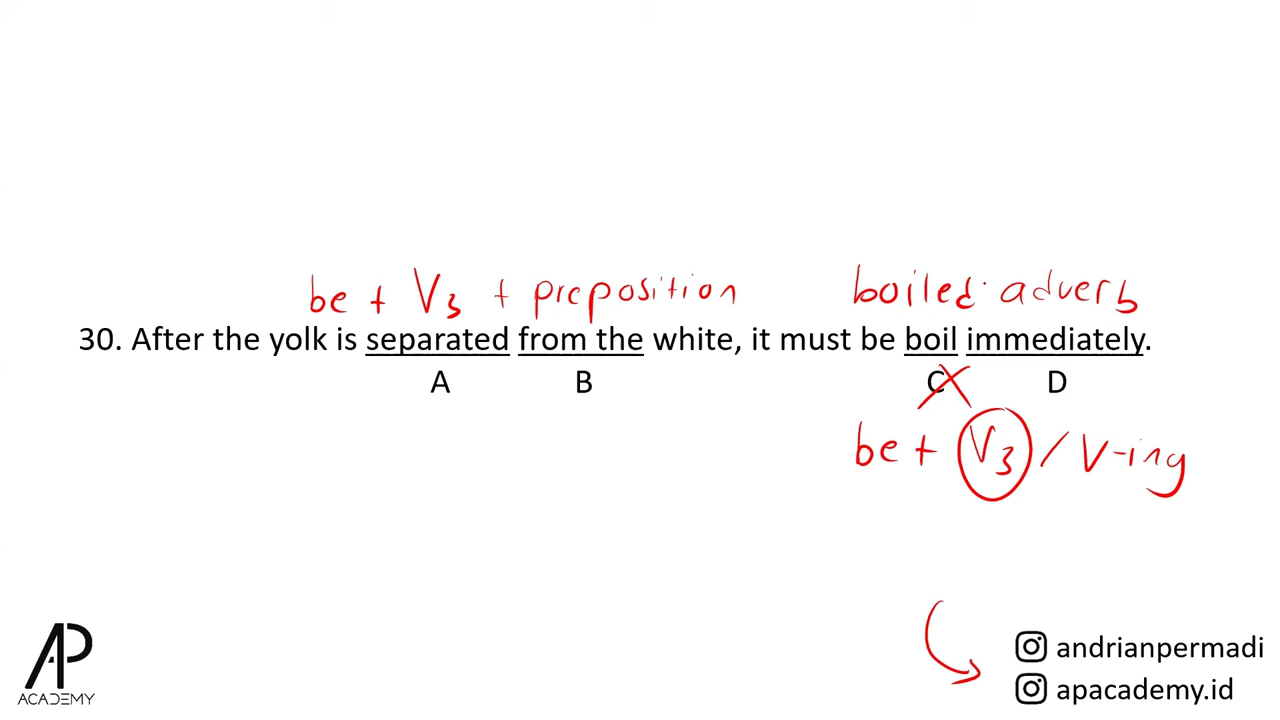 be + V3 + preposition boiled. adverb
30. After the yolk is separated from the white, it must be boil immediately.
A B C D
be + V3 / V-ing
AP
ACADEMY
andrianpermadi
apacademy.id